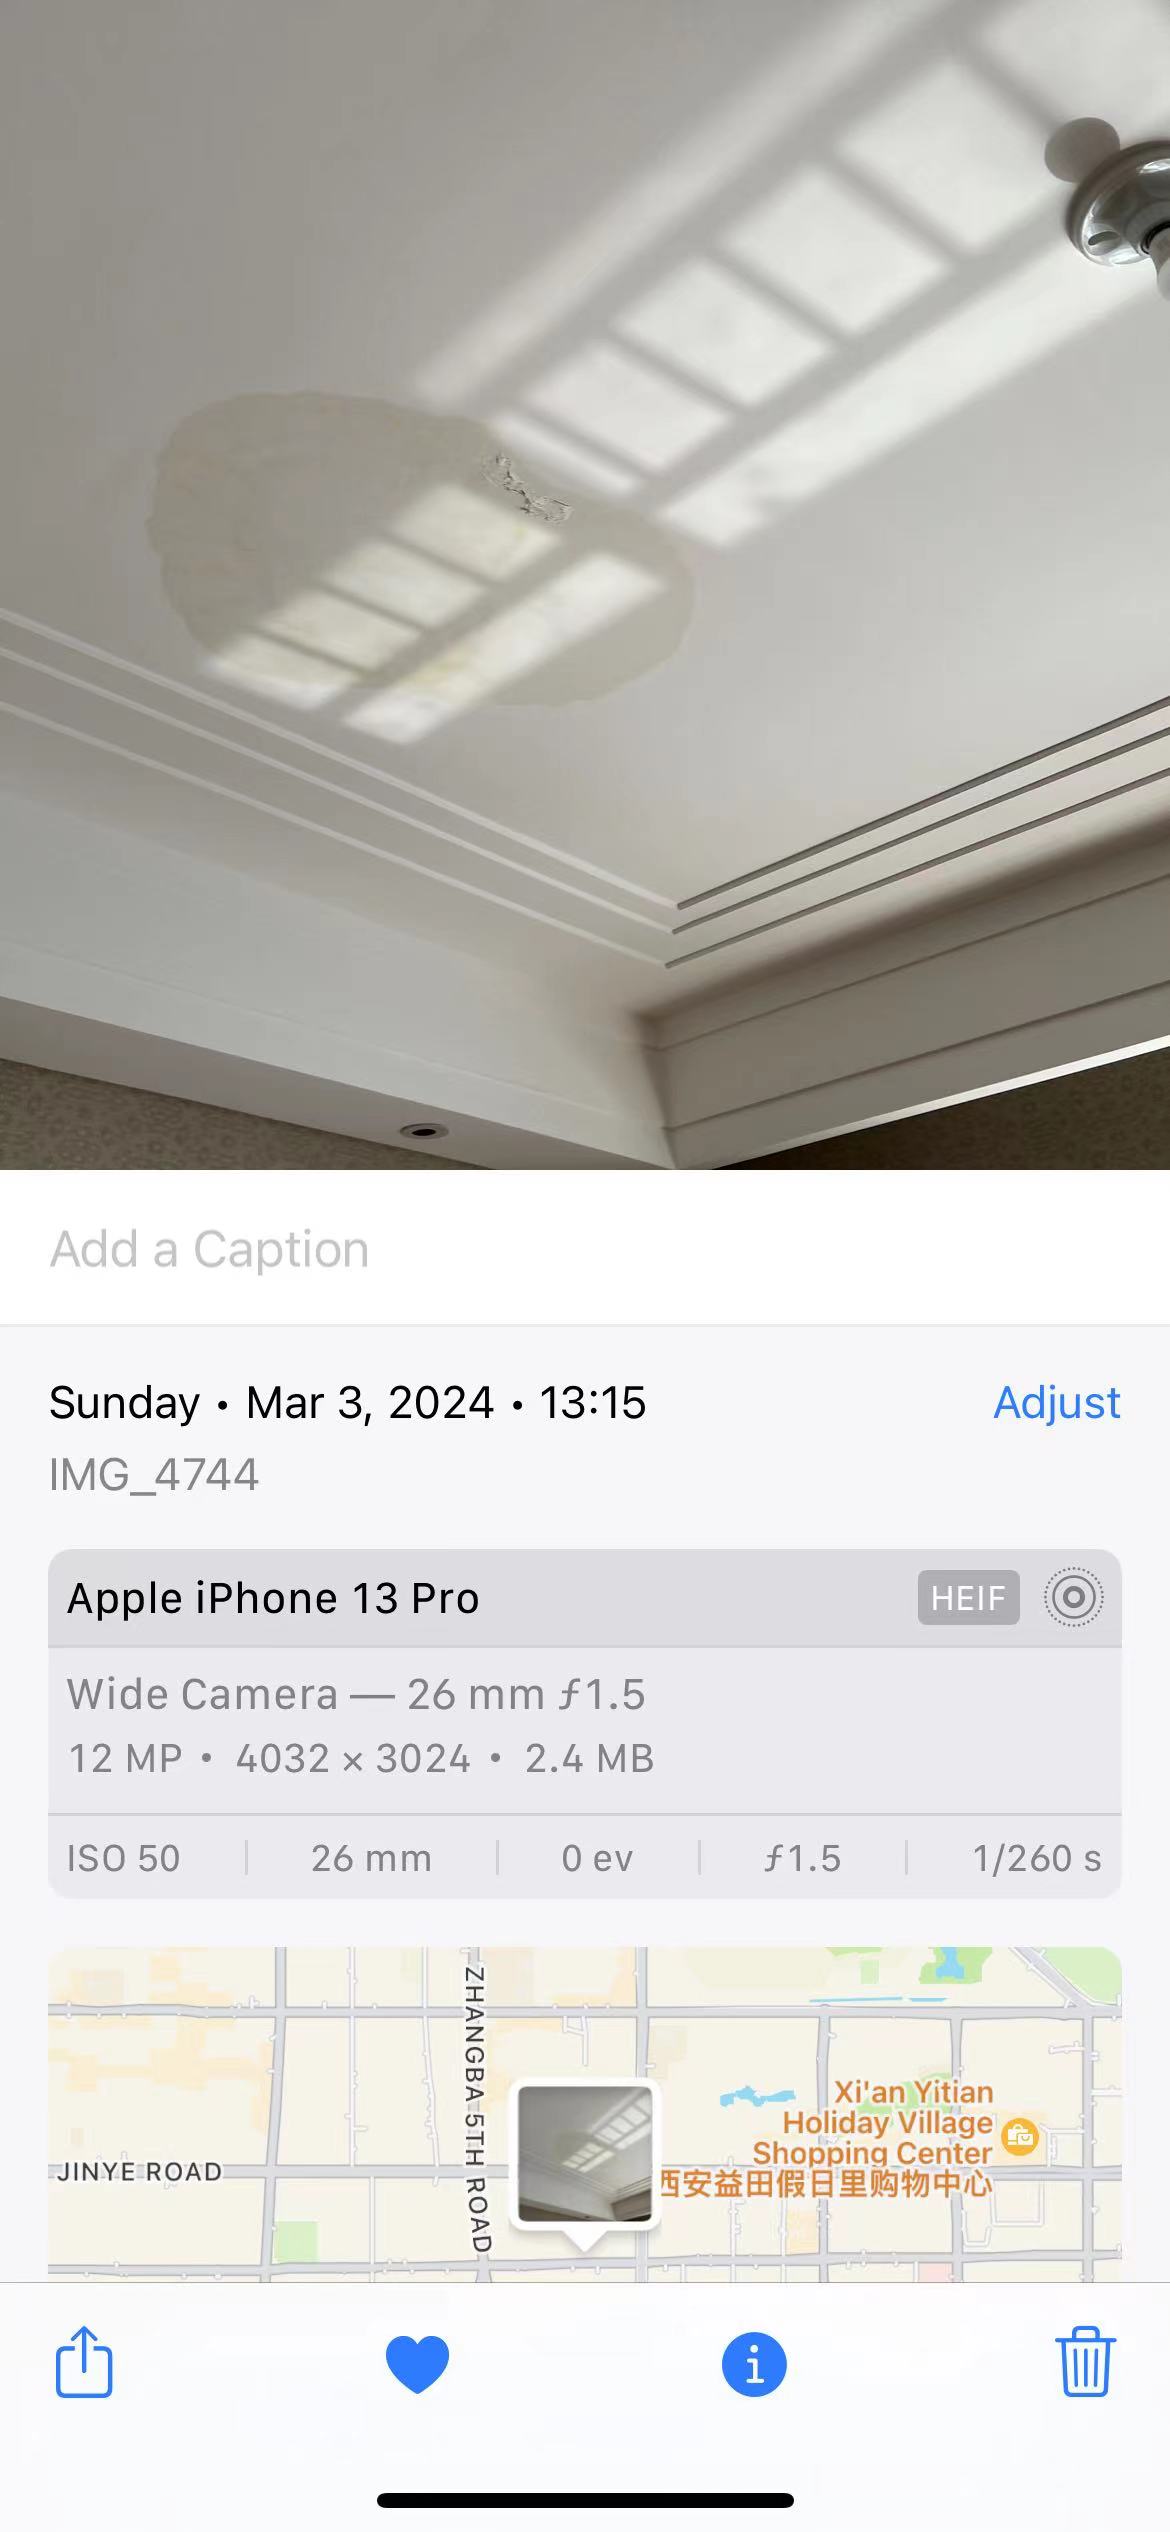 Add a Caption
Sunday • Mar 3, 2024 • 13:15
Adjust
IMG_4744
Apple iPhone 13 Pro
HEIF
Wide Camera — 26 mm ƒ1.5
12 MP • 4032 × 3024 • 2.4 MB
ISO 50
26 mm
0 ev
ƒ1.5
1/260 s
ZHANGBA 5TH ROAD
JINYE ROAD
Xi'an Yitian
Holiday Village
Shopping Center
西安益田假日里购物中心